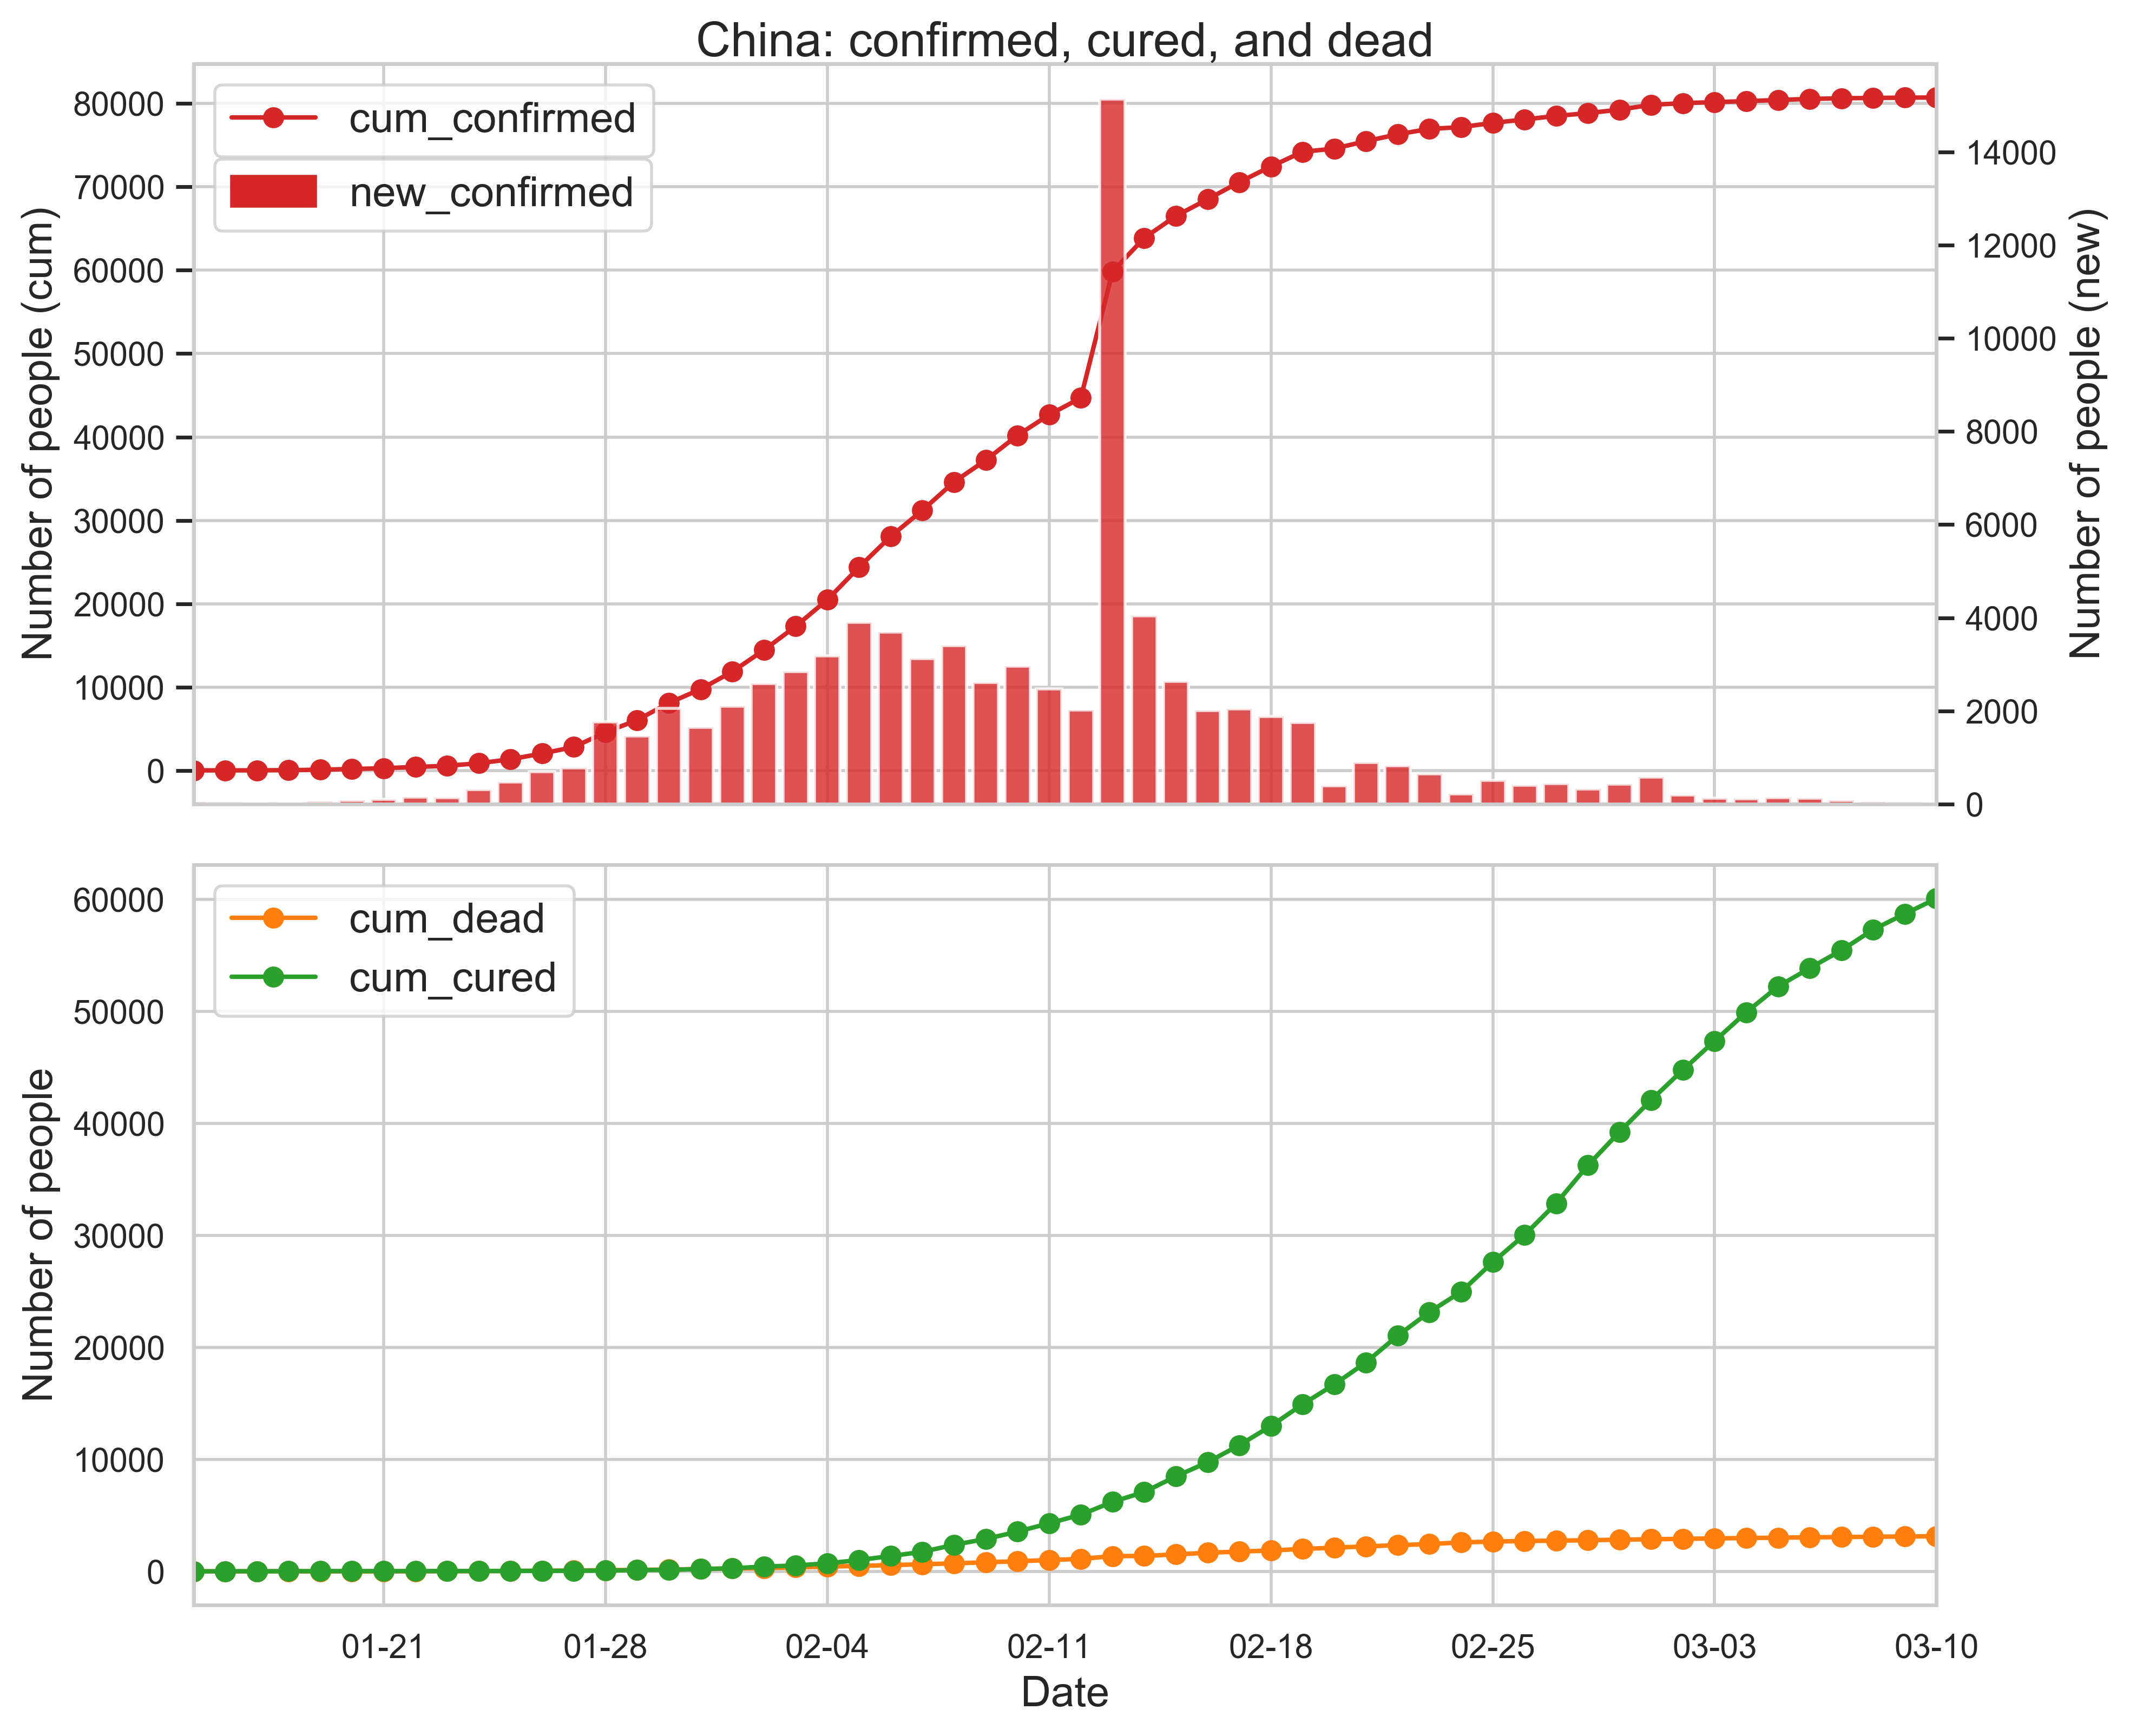 China: confirmed, cured, and dead
cum_confirmed
new_confirmed
Number of people (cum)
80000
70000
60000
50000
40000
30000
20000
10000
0
14000
12000
10000
8000
6000
4000
2000
0
Number of people (new)
cum_dead
cum_cured
Number of people
60000
50000
40000
30000
20000
10000
0
01-21 01-28 02-04 02-11 02-18 02-25 03-03 03-10
Date